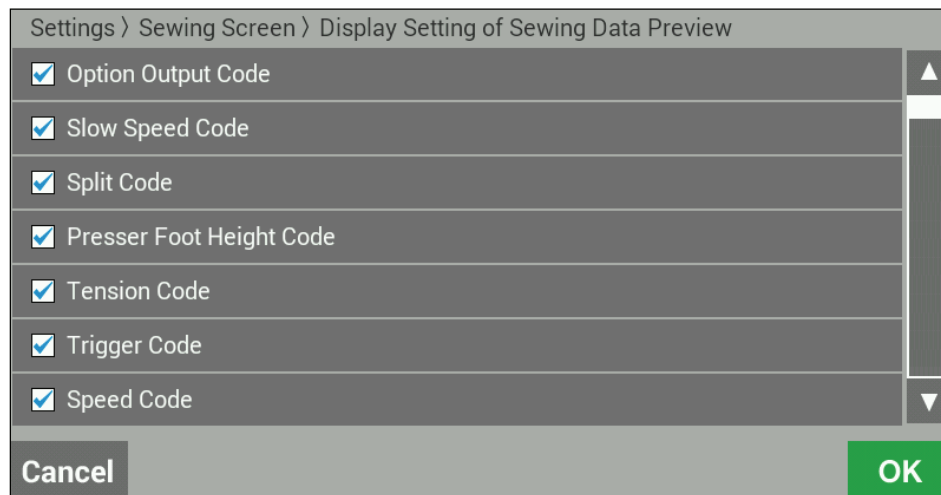 Settings 〉 Sewing Screen 〉 Display Setting of Sewing Data Preview
Option Output Code
Slow Speed Code
Split Code
Presser Foot Height Code
Tension Code
Trigger Code
Speed Code
Cancel
OK